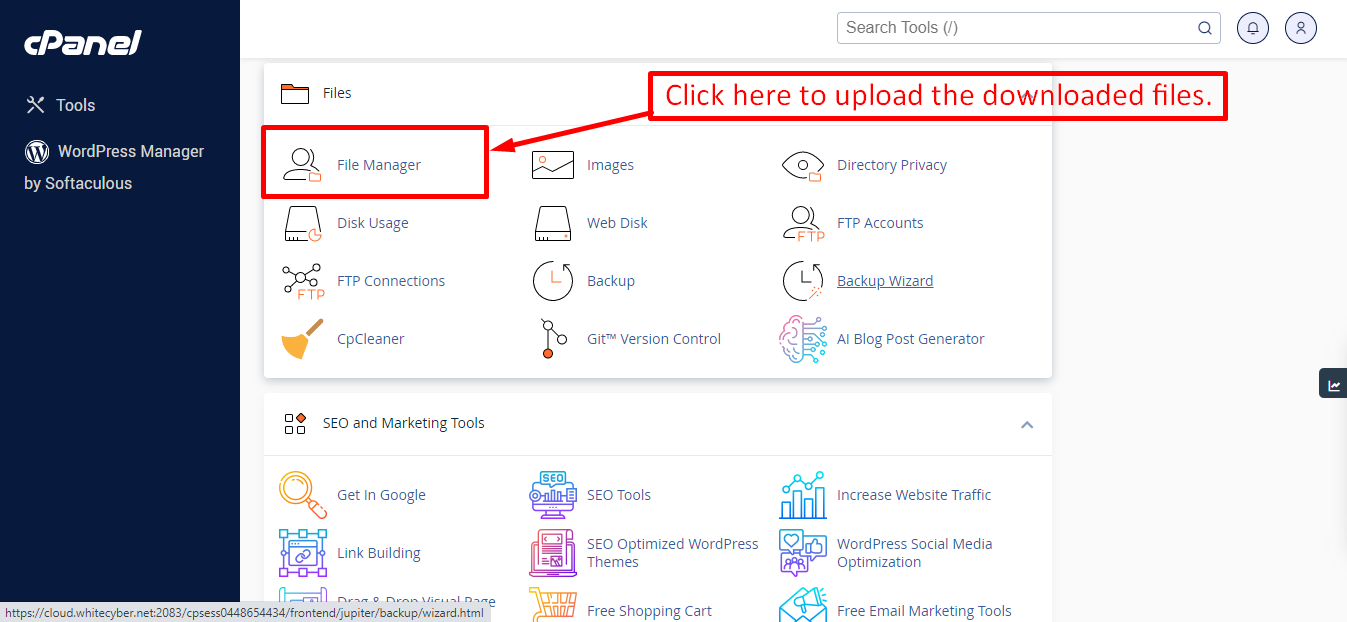 cPanel
Search Tools (/)
Tools
WordPress Manager
by Softaculous
Files
Click here to upload the downloaded files.
File Manager
Images
Directory Privacy
Disk Usage
Web Disk
FTP
FTP Accounts
FTP
FTP Connections
Backup
Backup Wizard
CpCleaner
Git™ Version Control
AI Blog Post Generator
SEO and Marketing Tools
Get In Google
SEO
SEO Tools
Increase Website Traffic
Link Building
SEO Optimized WordPress
Themes
WordPress Social Media
Optimization
Drag & Drop Visual Page
Free Shopping Cart
Free Email Marketing Tools
https://cloud.whitecyber.net:2083/cpsess0448654434/frontend/jupiter/backup/wizard.html